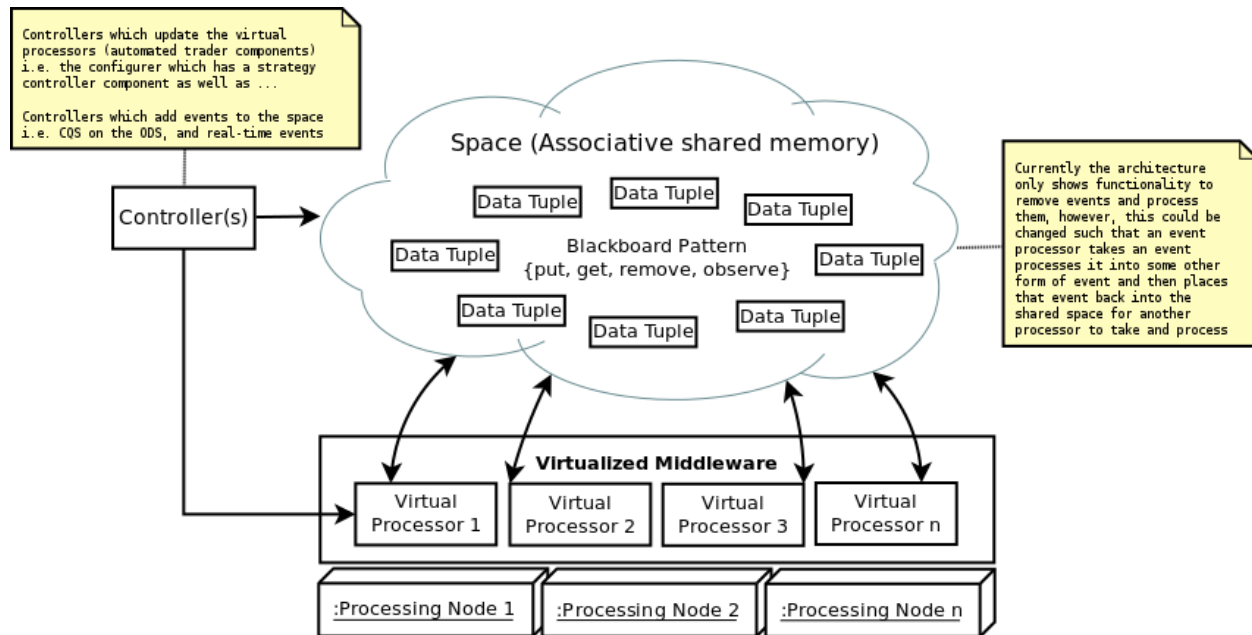 Controllers which update the virtual
processors (automated trader components)
i.e. the configurer which has a strategy
controller component as well as ...
Controllers which add events to the space
i.e. CQS on the ODS, and real-time events
Controller(s)
Space (Associative shared memory)
Data Tuple
Data Tuple
Data Tuple
Data Tuple
Blackboard Pattern
{put, get, remove, observe}
Data Tuple
Data Tuple
Data Tuple
Data Tuple
Currently the architecture
only shows functionality to
remove events and process
them, however, this could be
changed such that an event
processor takes an event
processes it into some other
form of event and then places
that event back into the
shared space for another
processor to take and process
Virtualized Middleware
Virtual
Processor 1
Virtual
Processor 2
Virtual
Processor 3
Virtual
Processor n
:Processing Node 1
:Processing Node 2
:Processing Node n